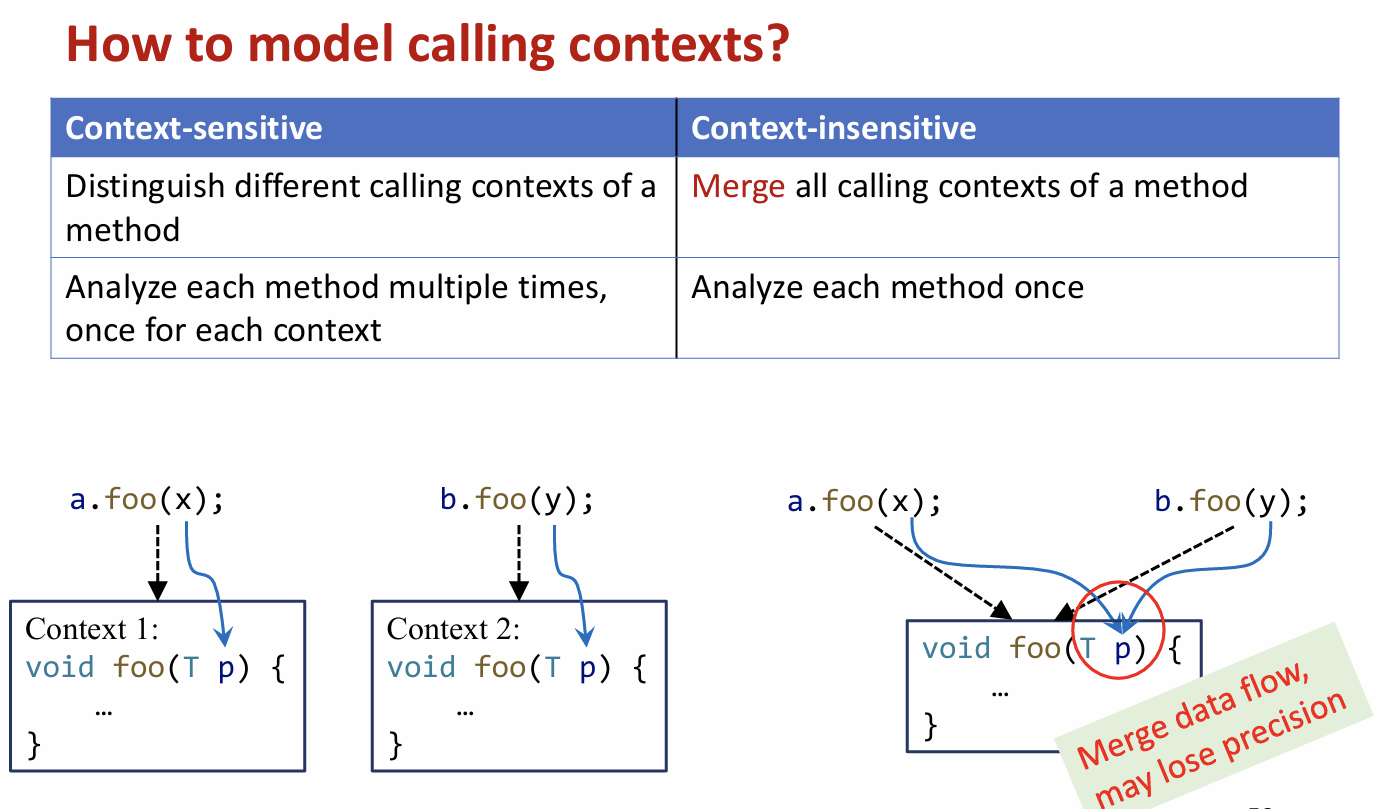 How to model calling contexts?
Context-sensitive
Context-insensitive
Distinguish different calling contexts of a
method
Merge all calling contexts of a method
Analyze each method multiple times,
once for each context
Analyze each method once
a.foo(x);
b.foo(y);
a.foo(x);
b.foo(y);
Context 1:
void foo(T p) {
…
}
Context 2:
void foo(T p) {
…
}
void foo(T p) {
…
}
Merge data flow,
may lose precision